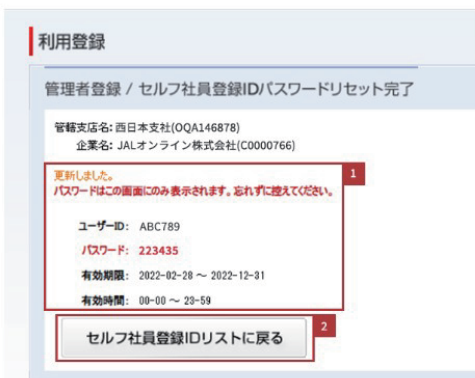 利用登録
管理者登録 / セルフ社員登録IDパスワードリセット完了
管轄支店名: 西日本支社(OQA146878)
企業名: JALオンライン株式会社(C0000766)
更新しました。
1
パスワードはこの画面にのみ表示されます。忘れずに控えてください。
ユーザーID: ABC789
パスワード: 223435
有効期限: 2022-02-28 ～ 2022-12-31
有効時間: 00-00 ～ 23-59
セルフ社員登録IDリストに戻る
2